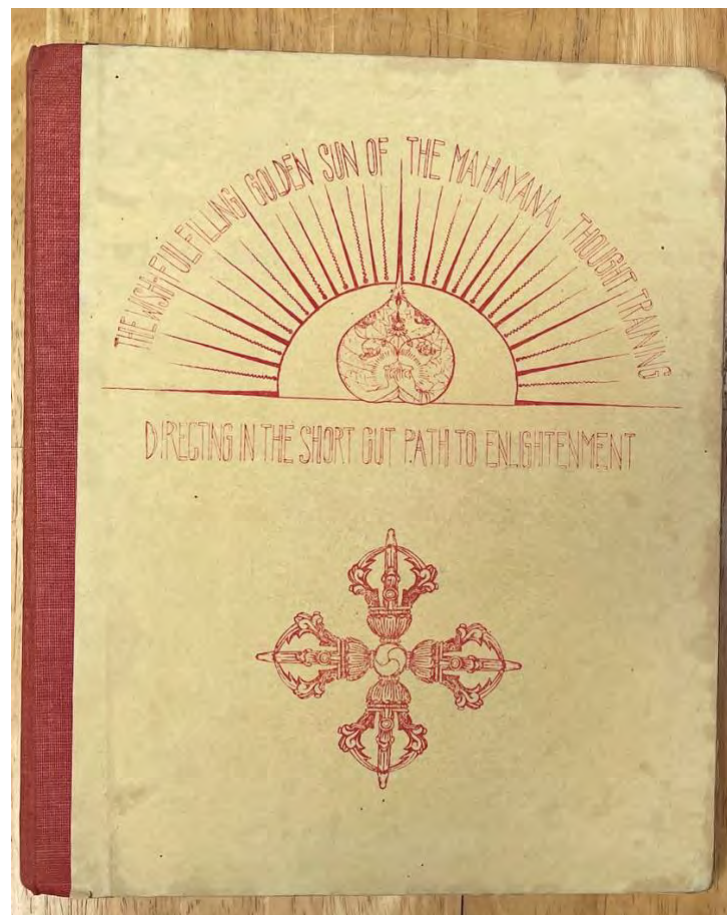 THE WISH-FULFILLING GOLDEN SUN OF THE MAHAYANA THOUGHT TRAINING
DIRECTING IN THE SHORT CUT PATH TO ENLIGHTENMENT